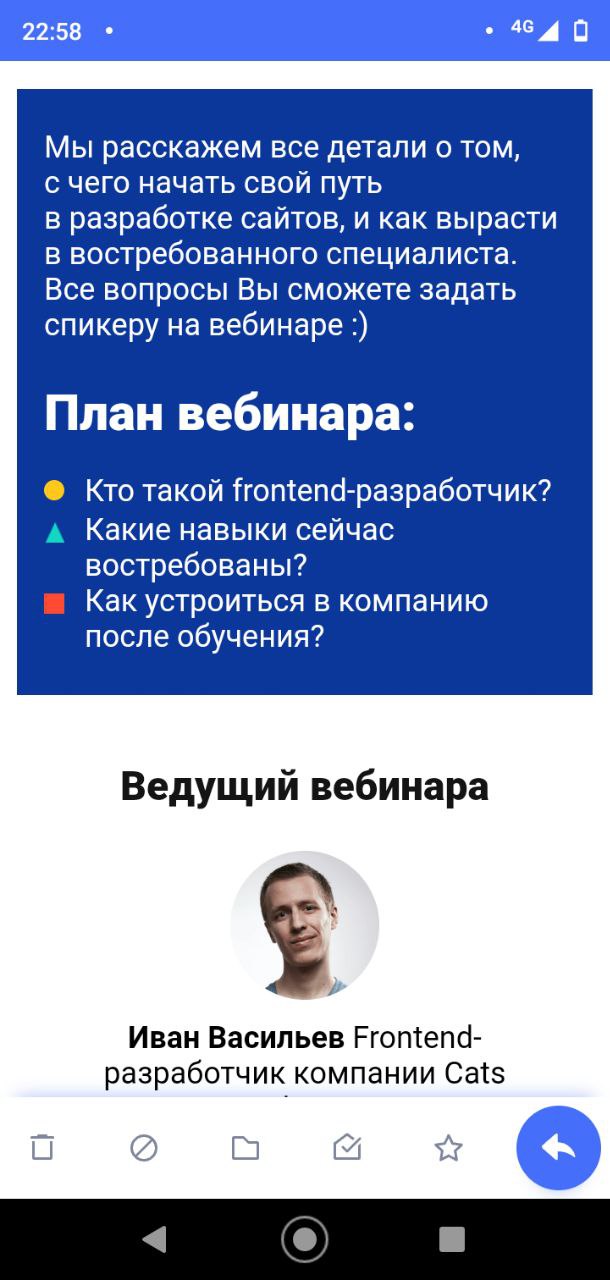 22:58
4G
Мы расскажем все детали о том,
с чего начать свой путь
в разработке сайтов, и как вырасти
в востребованного специалиста.
Все вопросы Вы сможете задать
спикеру на вебинаре :)
План вебинара:
Кто такой frontend-разработчик?
Какие навыки сейчас
востребованы?
Как устроиться в компанию
после обучения?
Ведущий вебинара
Иван Васильев Frontend-
разработчик компании Cats